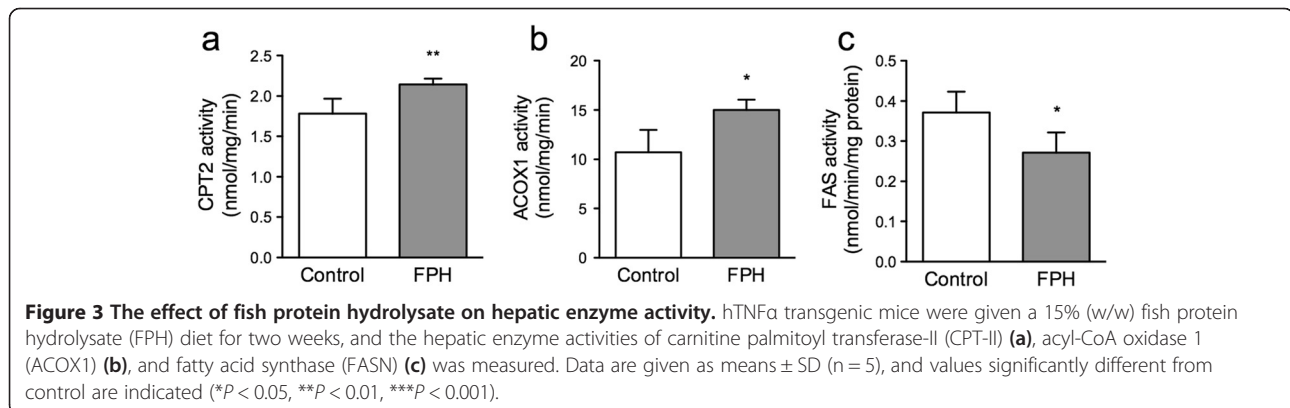 a
b
c
CPT2 activity
(nmol/mg/min)
2.5
2.0
1.5
1.0
0.5
0.0
**
Control
FPH
ACOX1 activity
(nmol/mg/min)
20
15
10
5
0
*
Control
FPH
FAS activity
(nmol/min/mg protein)
0.5
0.4
0.3
0.2
0.1
0.0
*
Control
FPH
Figure 3 The effect of fish protein hydrolysate on hepatic enzyme activity. hTNFα transgenic mice were given a 15% (w/w) fish protein
hydrolysate (FPH) diet for two weeks, and the hepatic enzyme activities of carnitine palmitoyl transferase-II (CPT-II) (a), acyl-CoA oxidase 1
(ACOX1) (b), and fatty acid synthase (FASN) (c) was measured. Data are given as means ± SD (n = 5), and values significantly different from
control are indicated (*P < 0.05, **P < 0.01, ***P < 0.001).